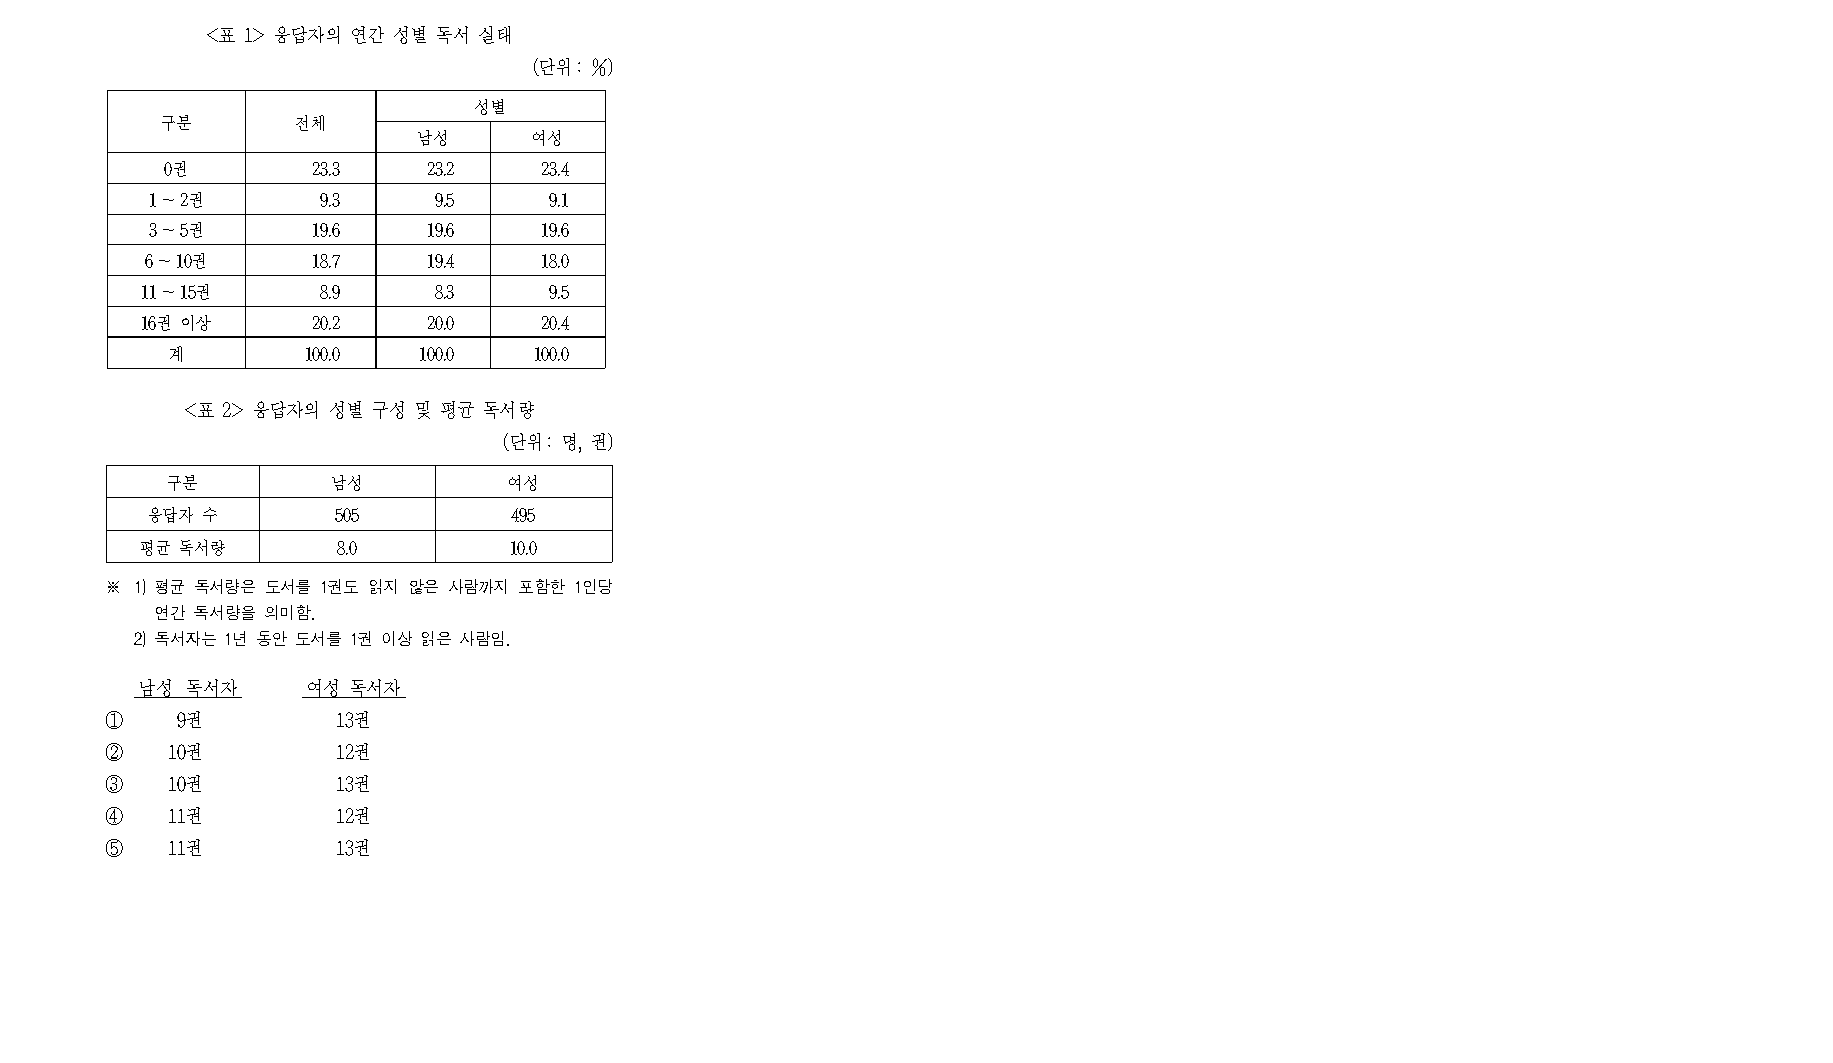 <표 1> 응답자의 연간 성별 독서 실태
(단위 : %)
구분 전체 성별
남성 여성
0권 23.3 23.2 23.4
1 ~ 2권 9.3 9.5 9.1
3 ~ 5권 19.6 19.6 19.6
6 ~ 10권 18.7 19.4 18.0
11 ~ 15권 8.9 8.3 9.5
16권 이상 20.2 20.0 20.4
계 100.0 100.0 100.0
<표 2> 응답자의 성별 구성 및 평균 독서량
(단위 : 명, 권)
구분 남성 여성
응답자 수 505 495
평균 독서량 8.0 10.0
※ 1) 평균 독서량은 도서를 1권도 읽지 않은 사람까지 포함한 1인당
연간 독서량을 의미함.
2) 독서자는 1년 동안 도서를 1권 이상 읽은 사람임.
남성 독서자 여성 독서자
① 9권 13권
② 10권 12권
③ 10권 13권
④ 11권 12권
⑤ 11권 13권